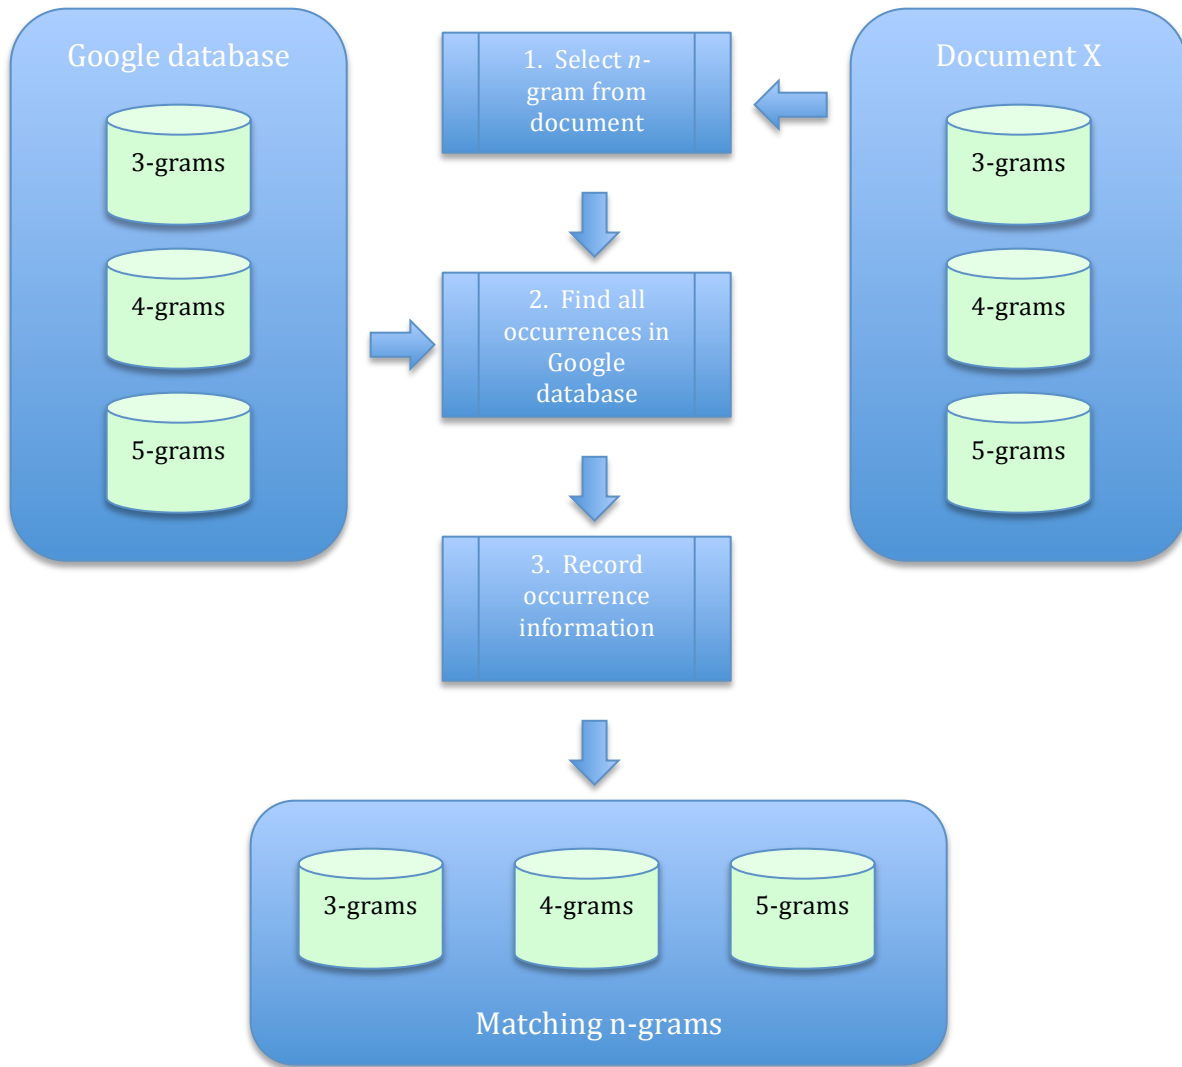 Google database
3-grams
4-grams
5-grams
1. Select n-
gram from
document
2. Find all
occurrences in
Google
database
3. Record
occurrence
information
Document X
3-grams
4-grams
5-grams
3-grams
4-grams
5-grams
Matching n-grams